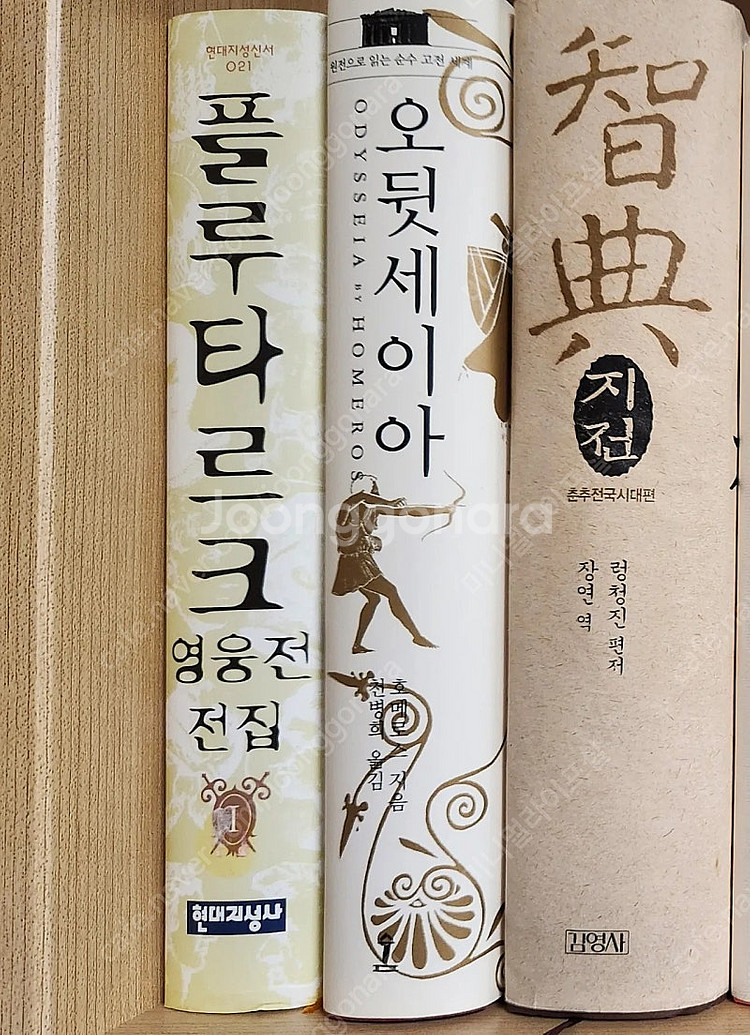 현대지성신서
021
플루타르크
영웅전
전집
I
현대지성사
원전으로 읽는 순수 고전 세계
오뒷세이아
ODYSSEIA BY HOMEROS
호메로스 지음
천병희 옮김
智典
지전
춘추전국시대편
렁청진 편저
장연 역
김영사
Joonggonara